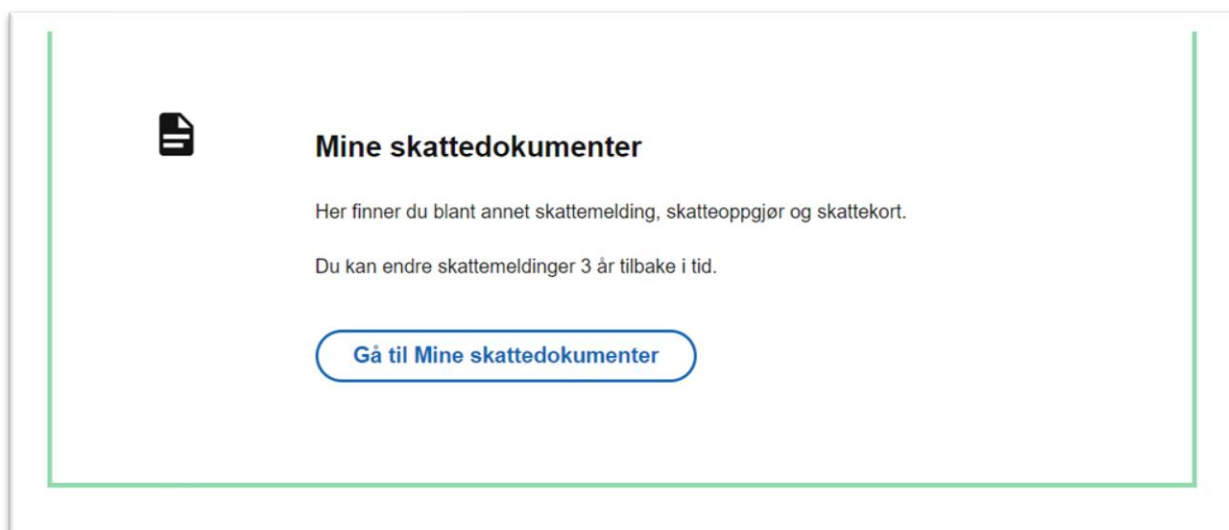 Mine skattedokumenter
Her finner du blant annet skattemelding, skatteoppgjør og skattekort.
Du kan endre skattemeldinger 3 år tilbake i tid.
Gå til Mine skattedokumenter